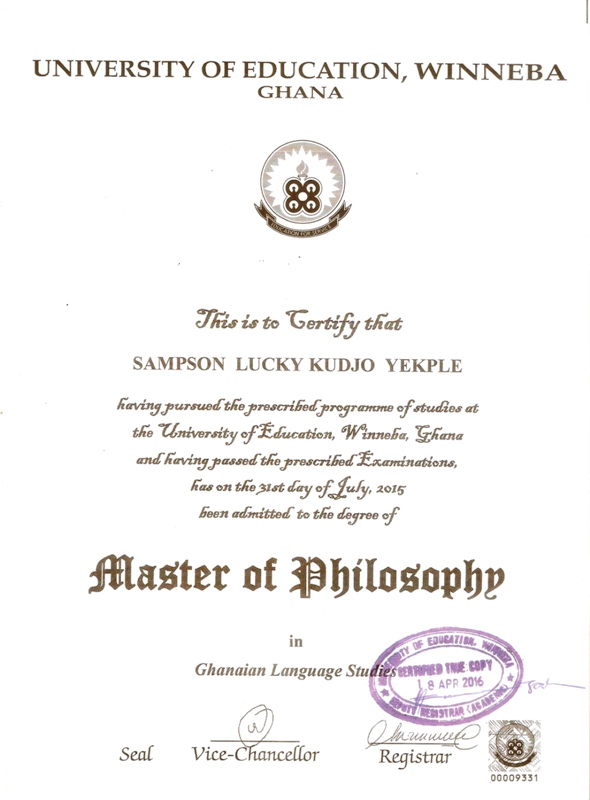 UNIVERSITY OF EDUCATION, WINNEBA
GHANA
EDUCATION FOR SERVICE
This is to Certify that
SAMPSON LUCKY KUDJO YEKPLE
having pursued the prescribed programme of studies at
the University of Education, Winneba, Ghana
and having passed the prescribed Examinations,
has on the 31st day of July, 2015
been admitted to the degree of
Master of Philosophy
in
Ghanaian Language Studies
UNIVERSITY OF EDUCATION, WINNEBA
CERTIFIED TRUE COPY
18 APR 2016
DEPUTY REGISTRAR (ACADEMIC)
Seal Vice-Chancellor Registrar
00009331